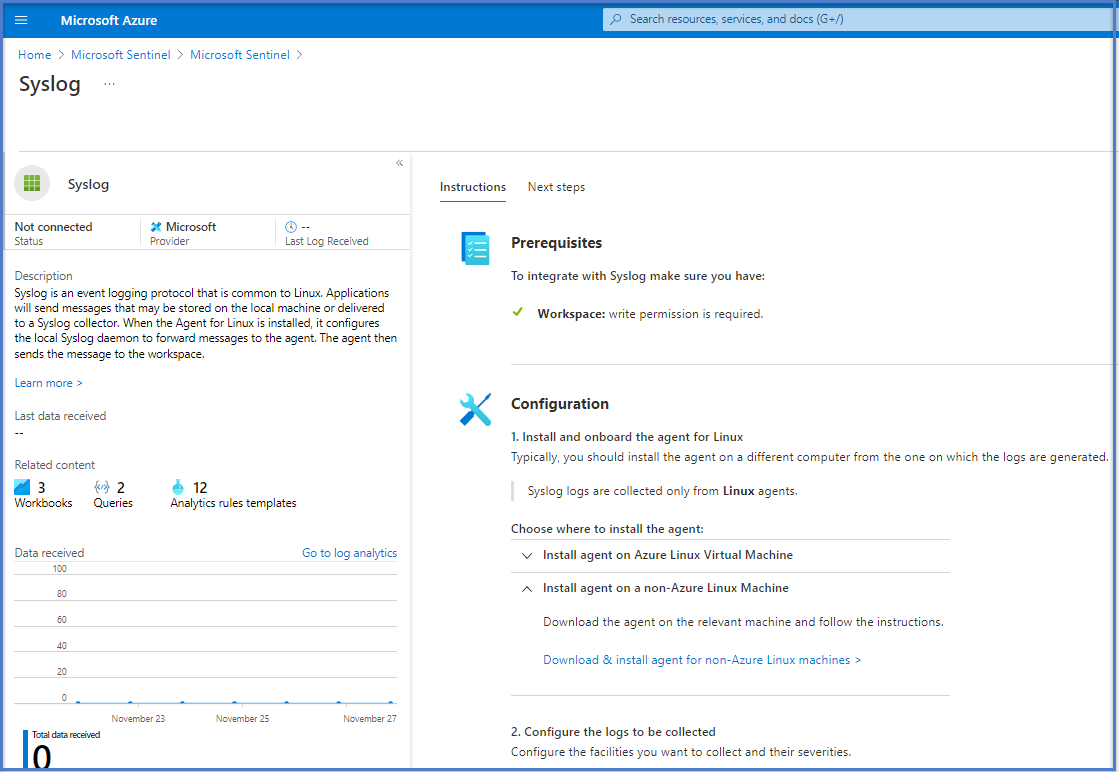 Microsoft Azure
Search resources, services, and docs (G+/)
Home > Microsoft Sentinel > Microsoft Sentinel >
Syslog ...
«
Syslog
Not connected
Status
Microsoft
Provider
--
Last Log Received
Description
Syslog is an event logging protocol that is common to Linux. Applications
will send messages that may be stored on the local machine or delivered
to a Syslog collector. When the Agent for Linux is installed, it configures
the local Syslog daemon to forward messages to the agent. The agent then
sends the message to the workspace.
Learn more >
Last data received
--
Related content
3
Workbooks
2
Queries
12
Analytics rules templates
Data received
Go to log analytics
100
80
60
40
20
0
November 23
November 25
November 27
Total data received
0
Instructions
Next steps
Prerequisites
To integrate with Syslog make sure you have:
Workspace: write permission is required.
Configuration
1. Install and onboard the agent for Linux
Typically, you should install the agent on a different computer from the one on which the logs are generated.
Syslog logs are collected only from Linux agents.
Choose where to install the agent:
Install agent on Azure Linux Virtual Machine
Install agent on a non-Azure Linux Machine
Download the agent on the relevant machine and follow the instructions.
Download & install agent for non-Azure Linux machines >
2. Configure the logs to be collected
Configure the facilities you want to collect and their severities.